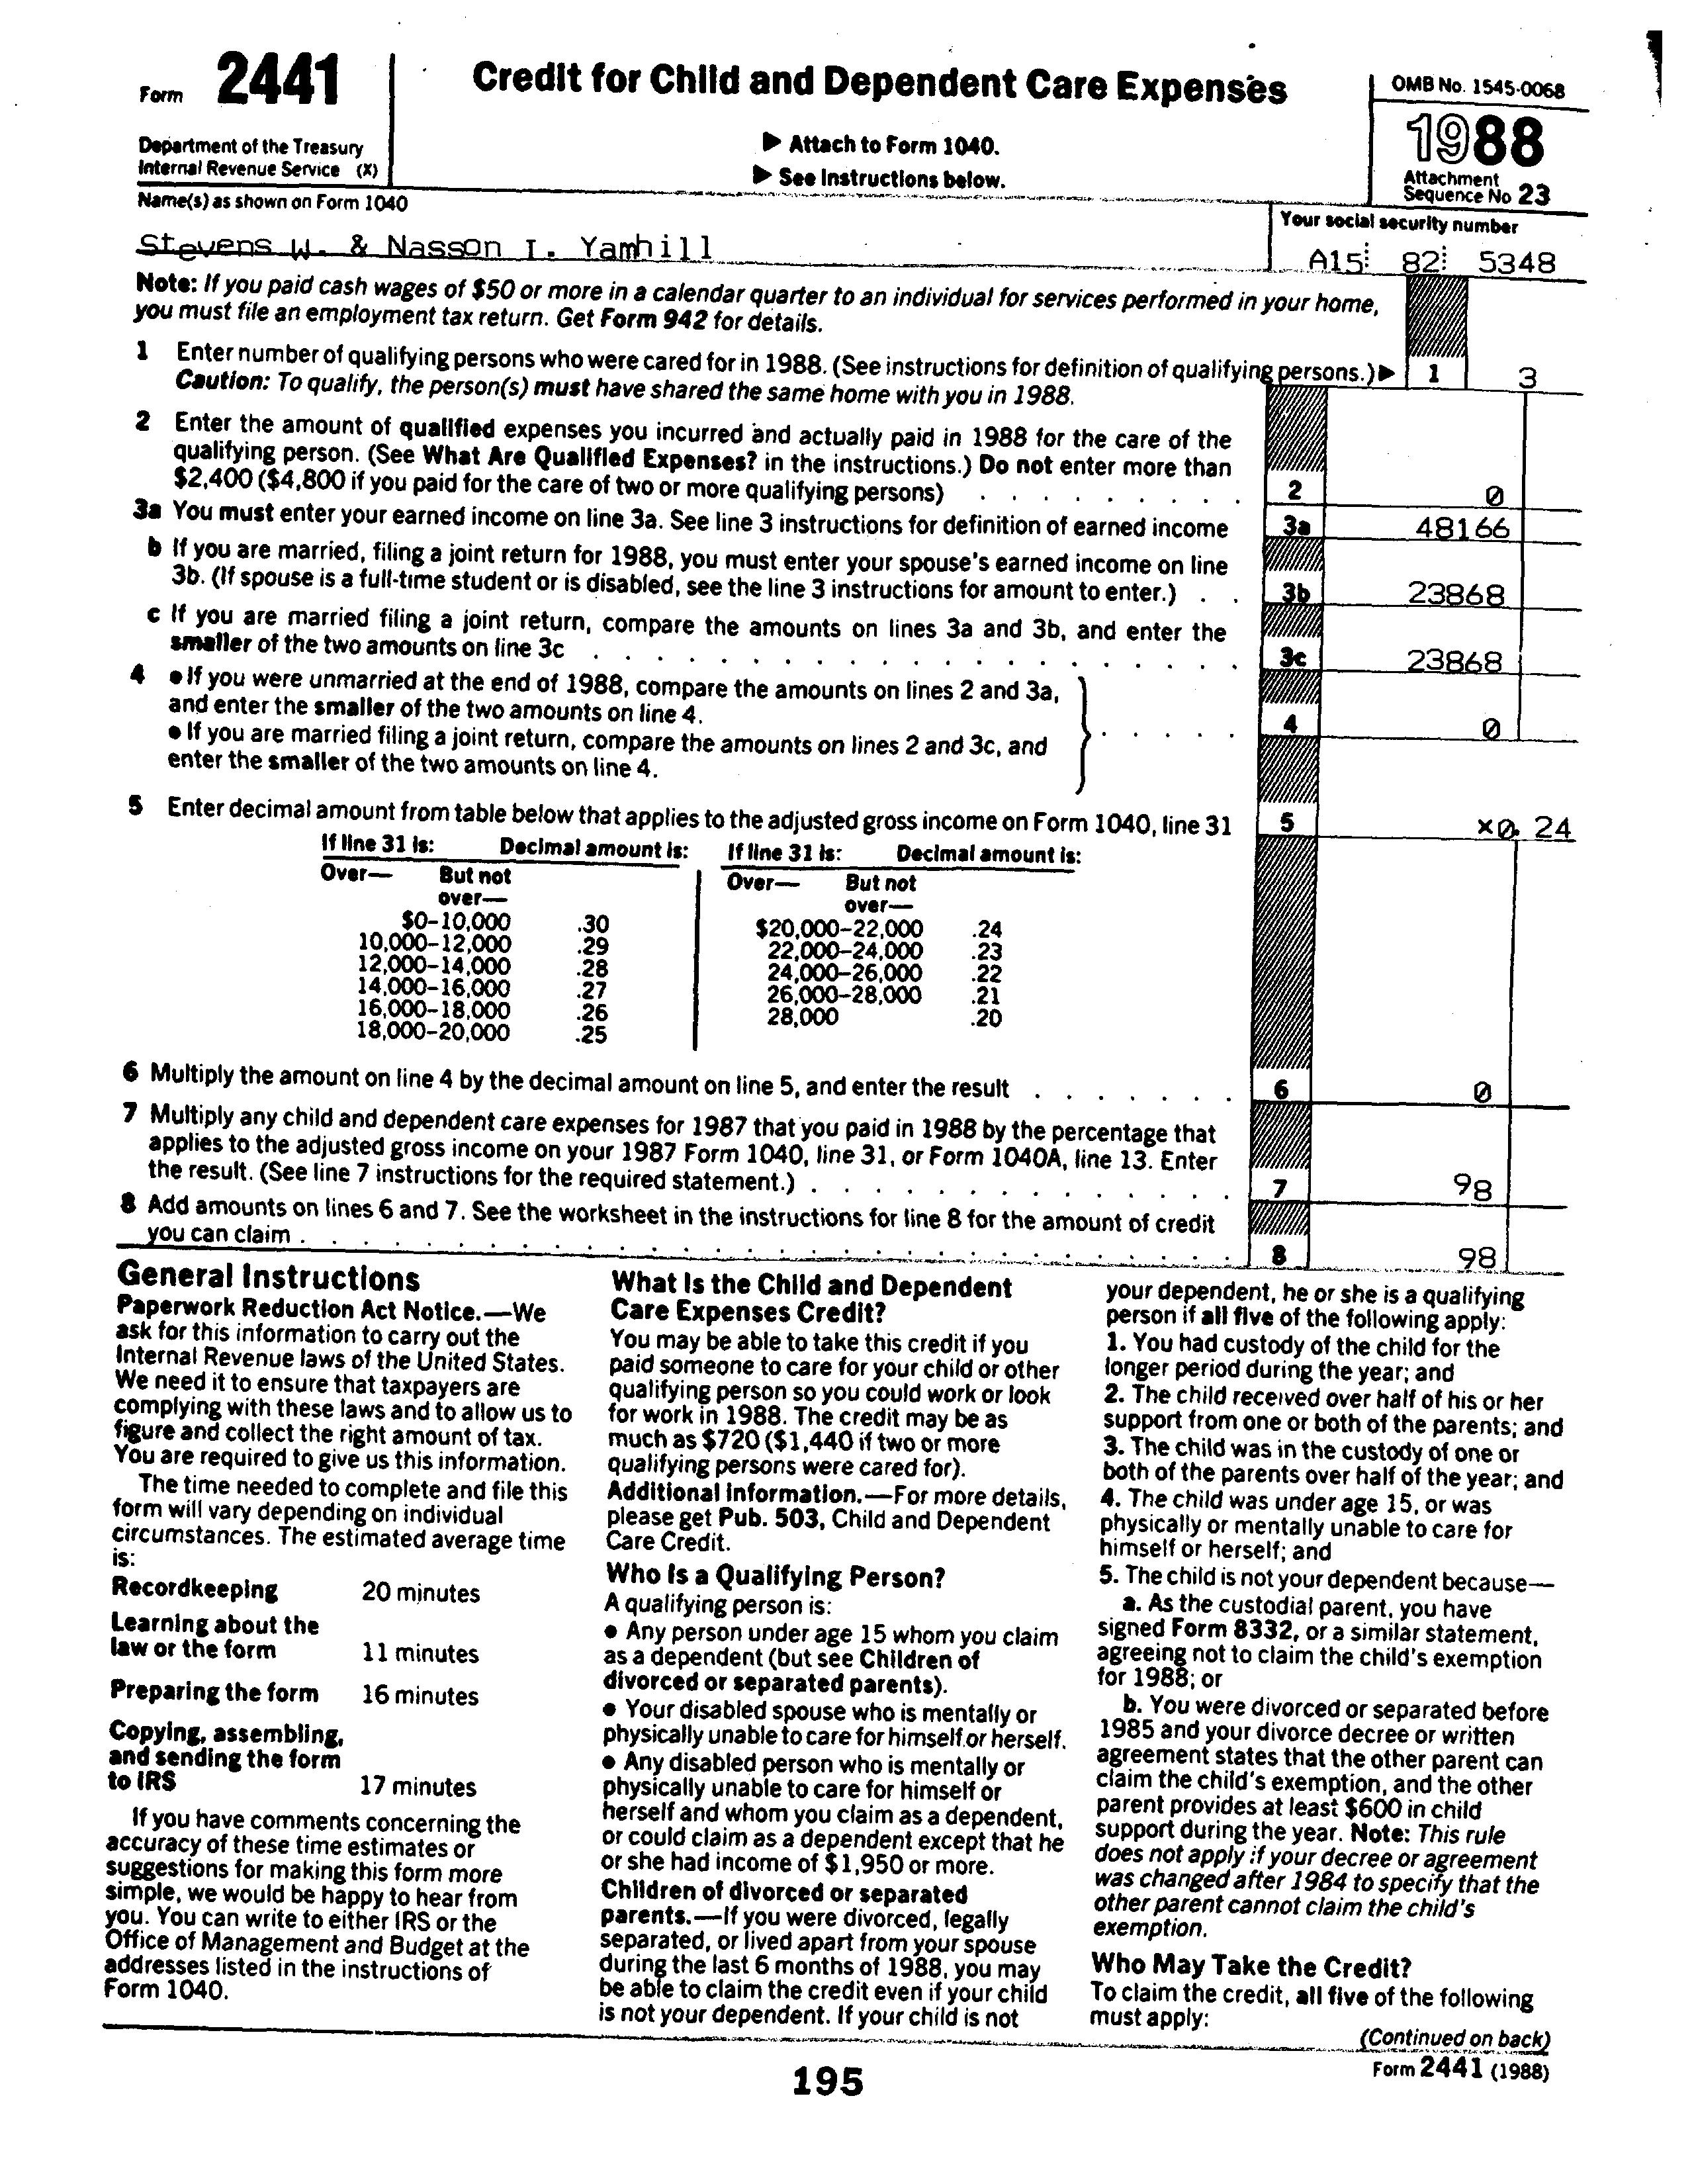 Form 2441
Credit for Child and Dependent Care Expenses
OMB No. 1545-0068
1988
Department of the Treasury
Internal Revenue Service (X)
▶ Attach to Form 1040.
▶ See Instructions below.
Attachment
Sequence No 23
Name(s) as shown on Form 1040
Your social security number
Stevens W. & Nasson I. Yamhill
A15 82 5348
Note: If you paid cash wages of $50 or more in a calendar quarter to an individual for services performed in your home,
you must file an employment tax return. Get Form 942 for details.
1 Enter number of qualifying persons who were cared for in 1988. (See instructions for definition of qualifying persons.) ▶ 1 3
Caution: To qualify, the person(s) must have shared the same home with you in 1988.
2 Enter the amount of qualified expenses you incurred and actually paid in 1988 for the care of the
qualifying person. (See What Are Qualified Expenses? in the instructions.) Do not enter more than
$2,400 ($4,800 if you paid for the care of two or more qualifying persons) . . . . . . . . . 2 0
3a You must enter your earned income on line 3a. See line 3 instructions for definition of earned income 3a 48166
b If you are married, filing a joint return for 1988, you must enter your spouse's earned income on line
3b. (If spouse is a full-time student or is disabled, see the line 3 instructions for amount to enter.) . . 3b 23868
c If you are married filing a joint return, compare the amounts on lines 3a and 3b, and enter the
smaller of the two amounts on line 3c . . . . . . . . . . . . . . . . . . . . 3c 23868
4 ● If you were unmarried at the end of 1988, compare the amounts on lines 2 and 3a,
and enter the smaller of the two amounts on line 4.
● If you are married filing a joint return, compare the amounts on lines 2 and 3c, and
enter the smaller of the two amounts on line 4.
. . . . . 4 0
5 Enter decimal amount from table below that applies to the adjusted gross income on Form 1040, line 31 5 x0.24
If line 31 is: Decimal amount is: If line 31 is: Decimal amount is:
Over— But not over— Over— But not over—
$0–10,000 .30 $20,000–22,000 .24
10,000–12,000 .29 22,000–24,000 .23
12,000–14,000 .28 24,000–26,000 .22
14,000–16,000 .27 26,000–28,000 .21
16,000–18,000 .26 28,000 .20
18,000–20,000 .25
6 Multiply the amount on line 4 by the decimal amount on line 5, and enter the result . . . . . . . 6 0
7 Multiply any child and dependent care expenses for 1987 that you paid in 1988 by the percentage that
applies to the adjusted gross income on your 1987 Form 1040, line 31, or Form 1040A, line 13. Enter
the result. (See line 7 instructions for the required statement.) . . . . . . . . . . . . . . 7 98
8 Add amounts on lines 6 and 7. See the worksheet in the instructions for line 8 for the amount of credit
you can claim . . . . . . . . . . . . . . . . . . . . . . . . . . . . . . 8 98
General Instructions
Paperwork Reduction Act Notice.—We
ask for this information to carry out the
Internal Revenue laws of the United States.
We need it to ensure that taxpayers are
complying with these laws and to allow us to
figure and collect the right amount of tax.
You are required to give us this information.
The time needed to complete and file this
form will vary depending on individual
circumstances. The estimated average time
is:
Recordkeeping 20 minutes
Learning about the
law or the form 11 minutes
Preparing the form 16 minutes
Copying, assembling,
and sending the form
to IRS 17 minutes
If you have comments concerning the
accuracy of these time estimates or
suggestions for making this form more
simple, we would be happy to hear from
you. You can write to either IRS or the
Office of Management and Budget at the
addresses listed in the instructions of
Form 1040.
What Is the Child and Dependent
Care Expenses Credit?
You may be able to take this credit if you
paid someone to care for your child or other
qualifying person so you could work or look
for work in 1988. The credit may be as
much as $720 ($1,440 if two or more
qualifying persons were cared for).
Additional Information.—For more details,
please get Pub. 503, Child and Dependent
Care Credit.
Who Is a Qualifying Person?
A qualifying person is:
● Any person under age 15 whom you claim
as a dependent (but see Children of
divorced or separated parents).
● Your disabled spouse who is mentally or
physically unable to care for himself or herself.
● Any disabled person who is mentally or
physically unable to care for himself or
herself and whom you claim as a dependent,
or could claim as a dependent except that he
or she had income of $1,950 or more.
Children of divorced or separated
parents.—If you were divorced, legally
separated, or lived apart from your spouse
during the last 6 months of 1988, you may
be able to claim the credit even if your child
is not your dependent. If your child is not
your dependent, he or she is a qualifying
person if all five of the following apply:
1. You had custody of the child for the
longer period during the year; and
2. The child received over half of his or her
support from one or both of the parents; and
3. The child was in the custody of one or
both of the parents over half of the year; and
4. The child was under age 15, or was
physically or mentally unable to care for
himself or herself; and
5. The child is not your dependent because—
a. As the custodial parent, you have
signed Form 8332, or a similar statement,
agreeing not to claim the child's exemption
for 1988; or
b. You were divorced or separated before
1985 and your divorce decree or written
agreement states that the other parent can
claim the child's exemption, and the other
parent provides at least $600 in child
support during the year. Note: This rule
does not apply if your decree or agreement
was changed after 1984 to specify that the
other parent cannot claim the child's
exemption.
Who May Take the Credit?
To claim the credit, all five of the following
must apply:
(Continued on back)
195
Form 2441 (1988)